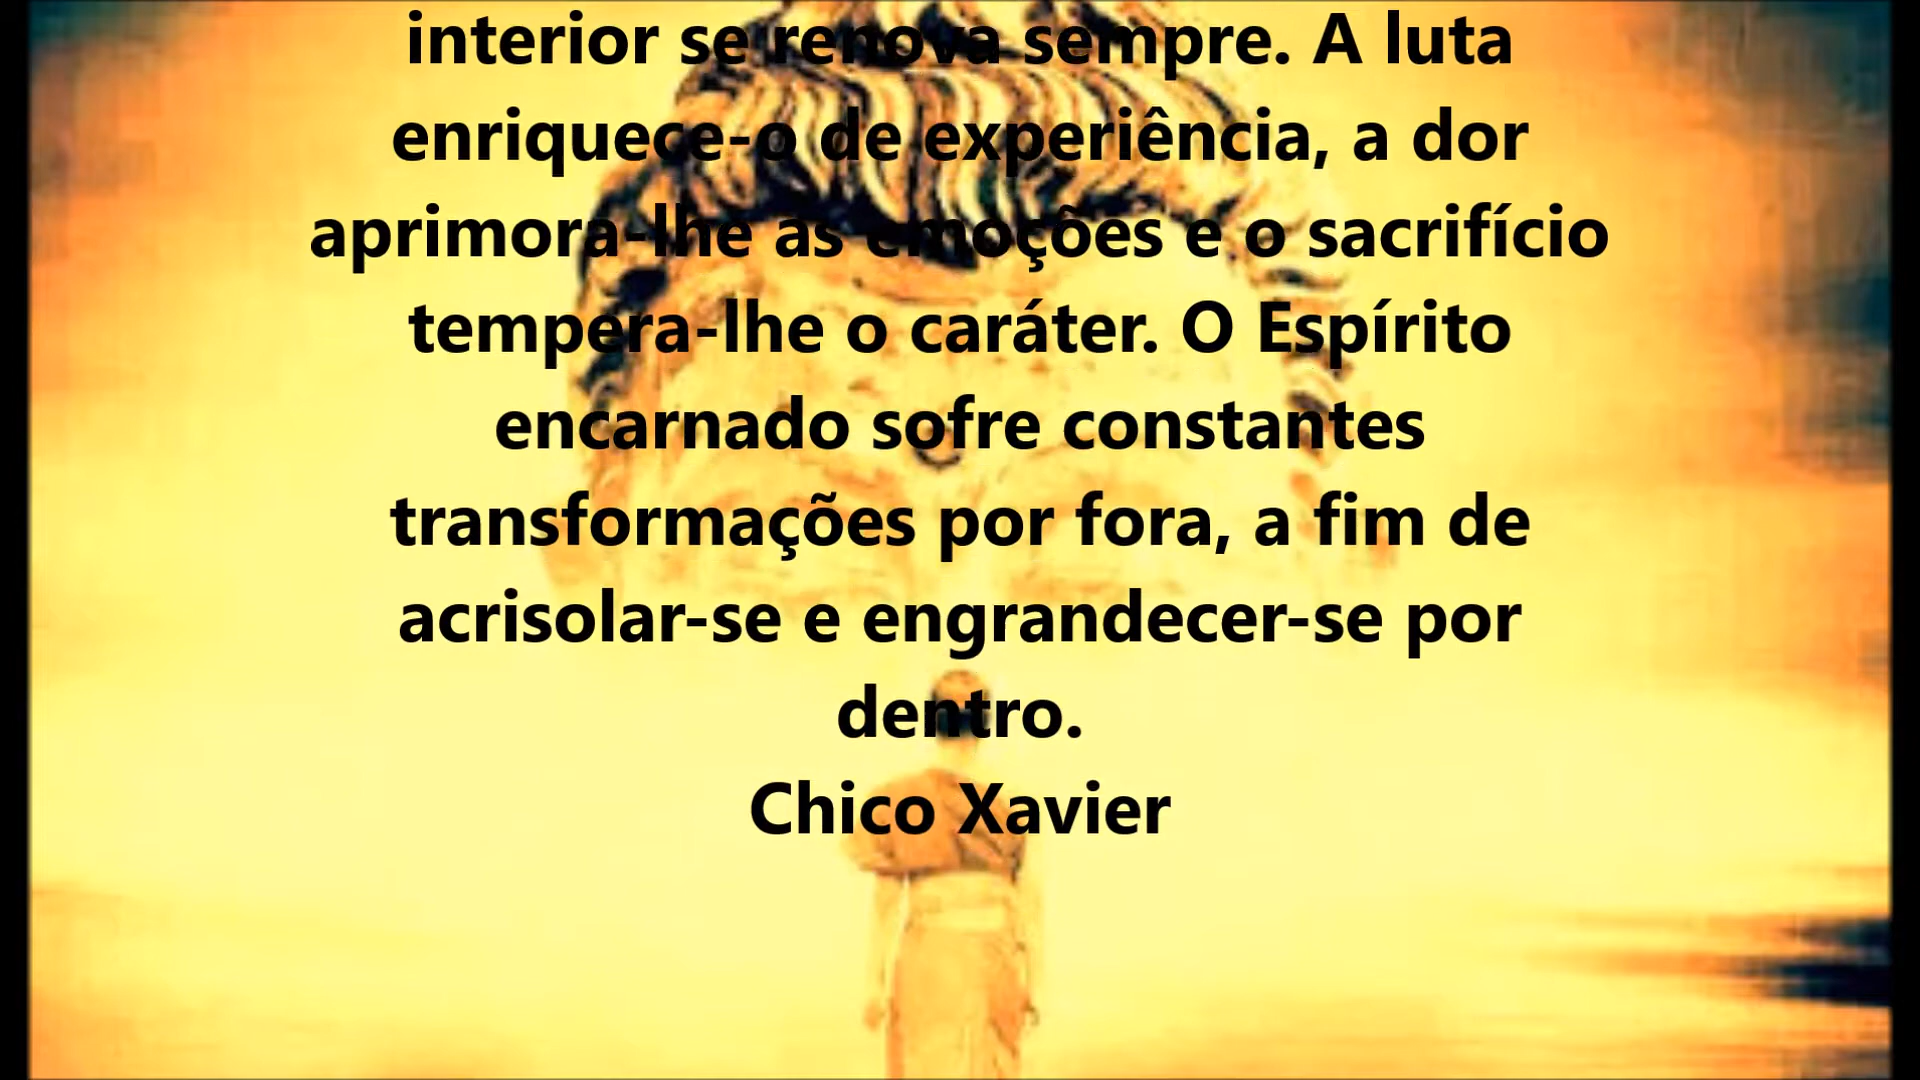 interior se renova sempre. A luta
enriquece-o de experiência, a dor
aprimora-lhe as emoções e o sacrifício
tempera-lhe o caráter. O Espírito
encarnado sofre constantes
transformações por fora, a fim de
acrisolar-se e engrandecer-se por
dentro.
Chico Xavier